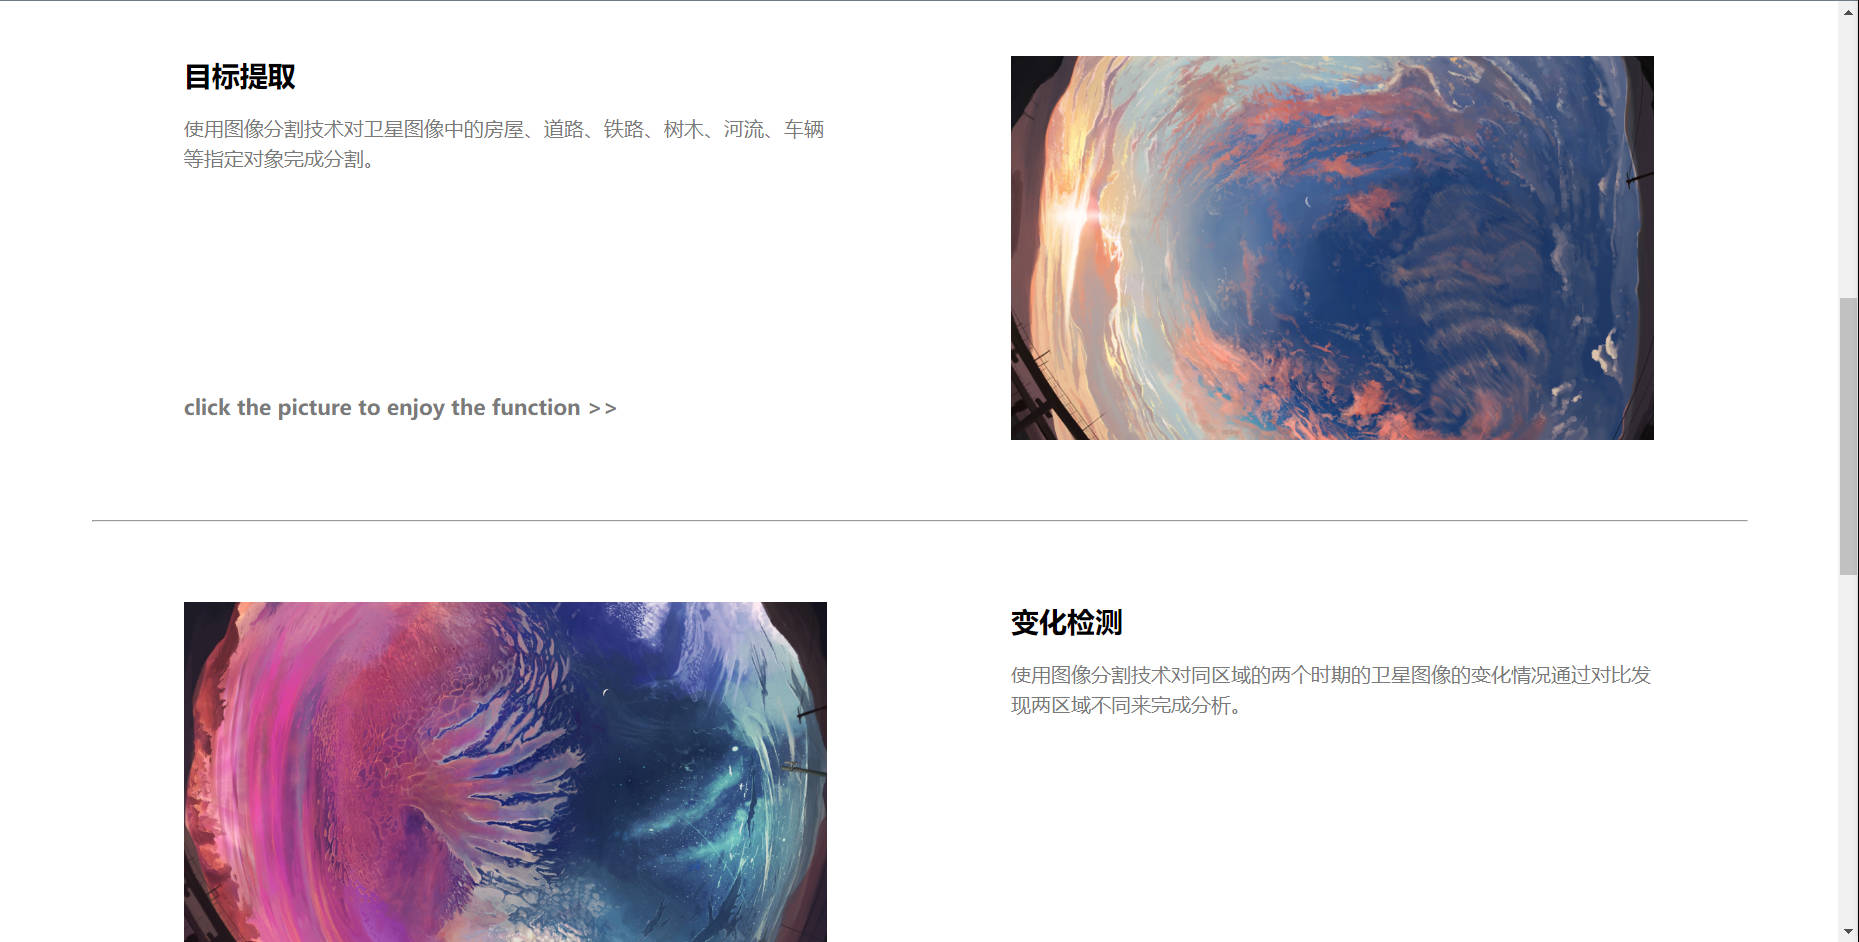 目标提取
使用图像分割技术对卫星图像中的房屋、道路、铁路、树木、河流、车辆
等指定对象完成分割。
click the picture to enjoy the function >>
变化检测
使用图像分割技术对同区域的两个时期的卫星图像的变化情况通过对比发
现两区域不同来完成分析。